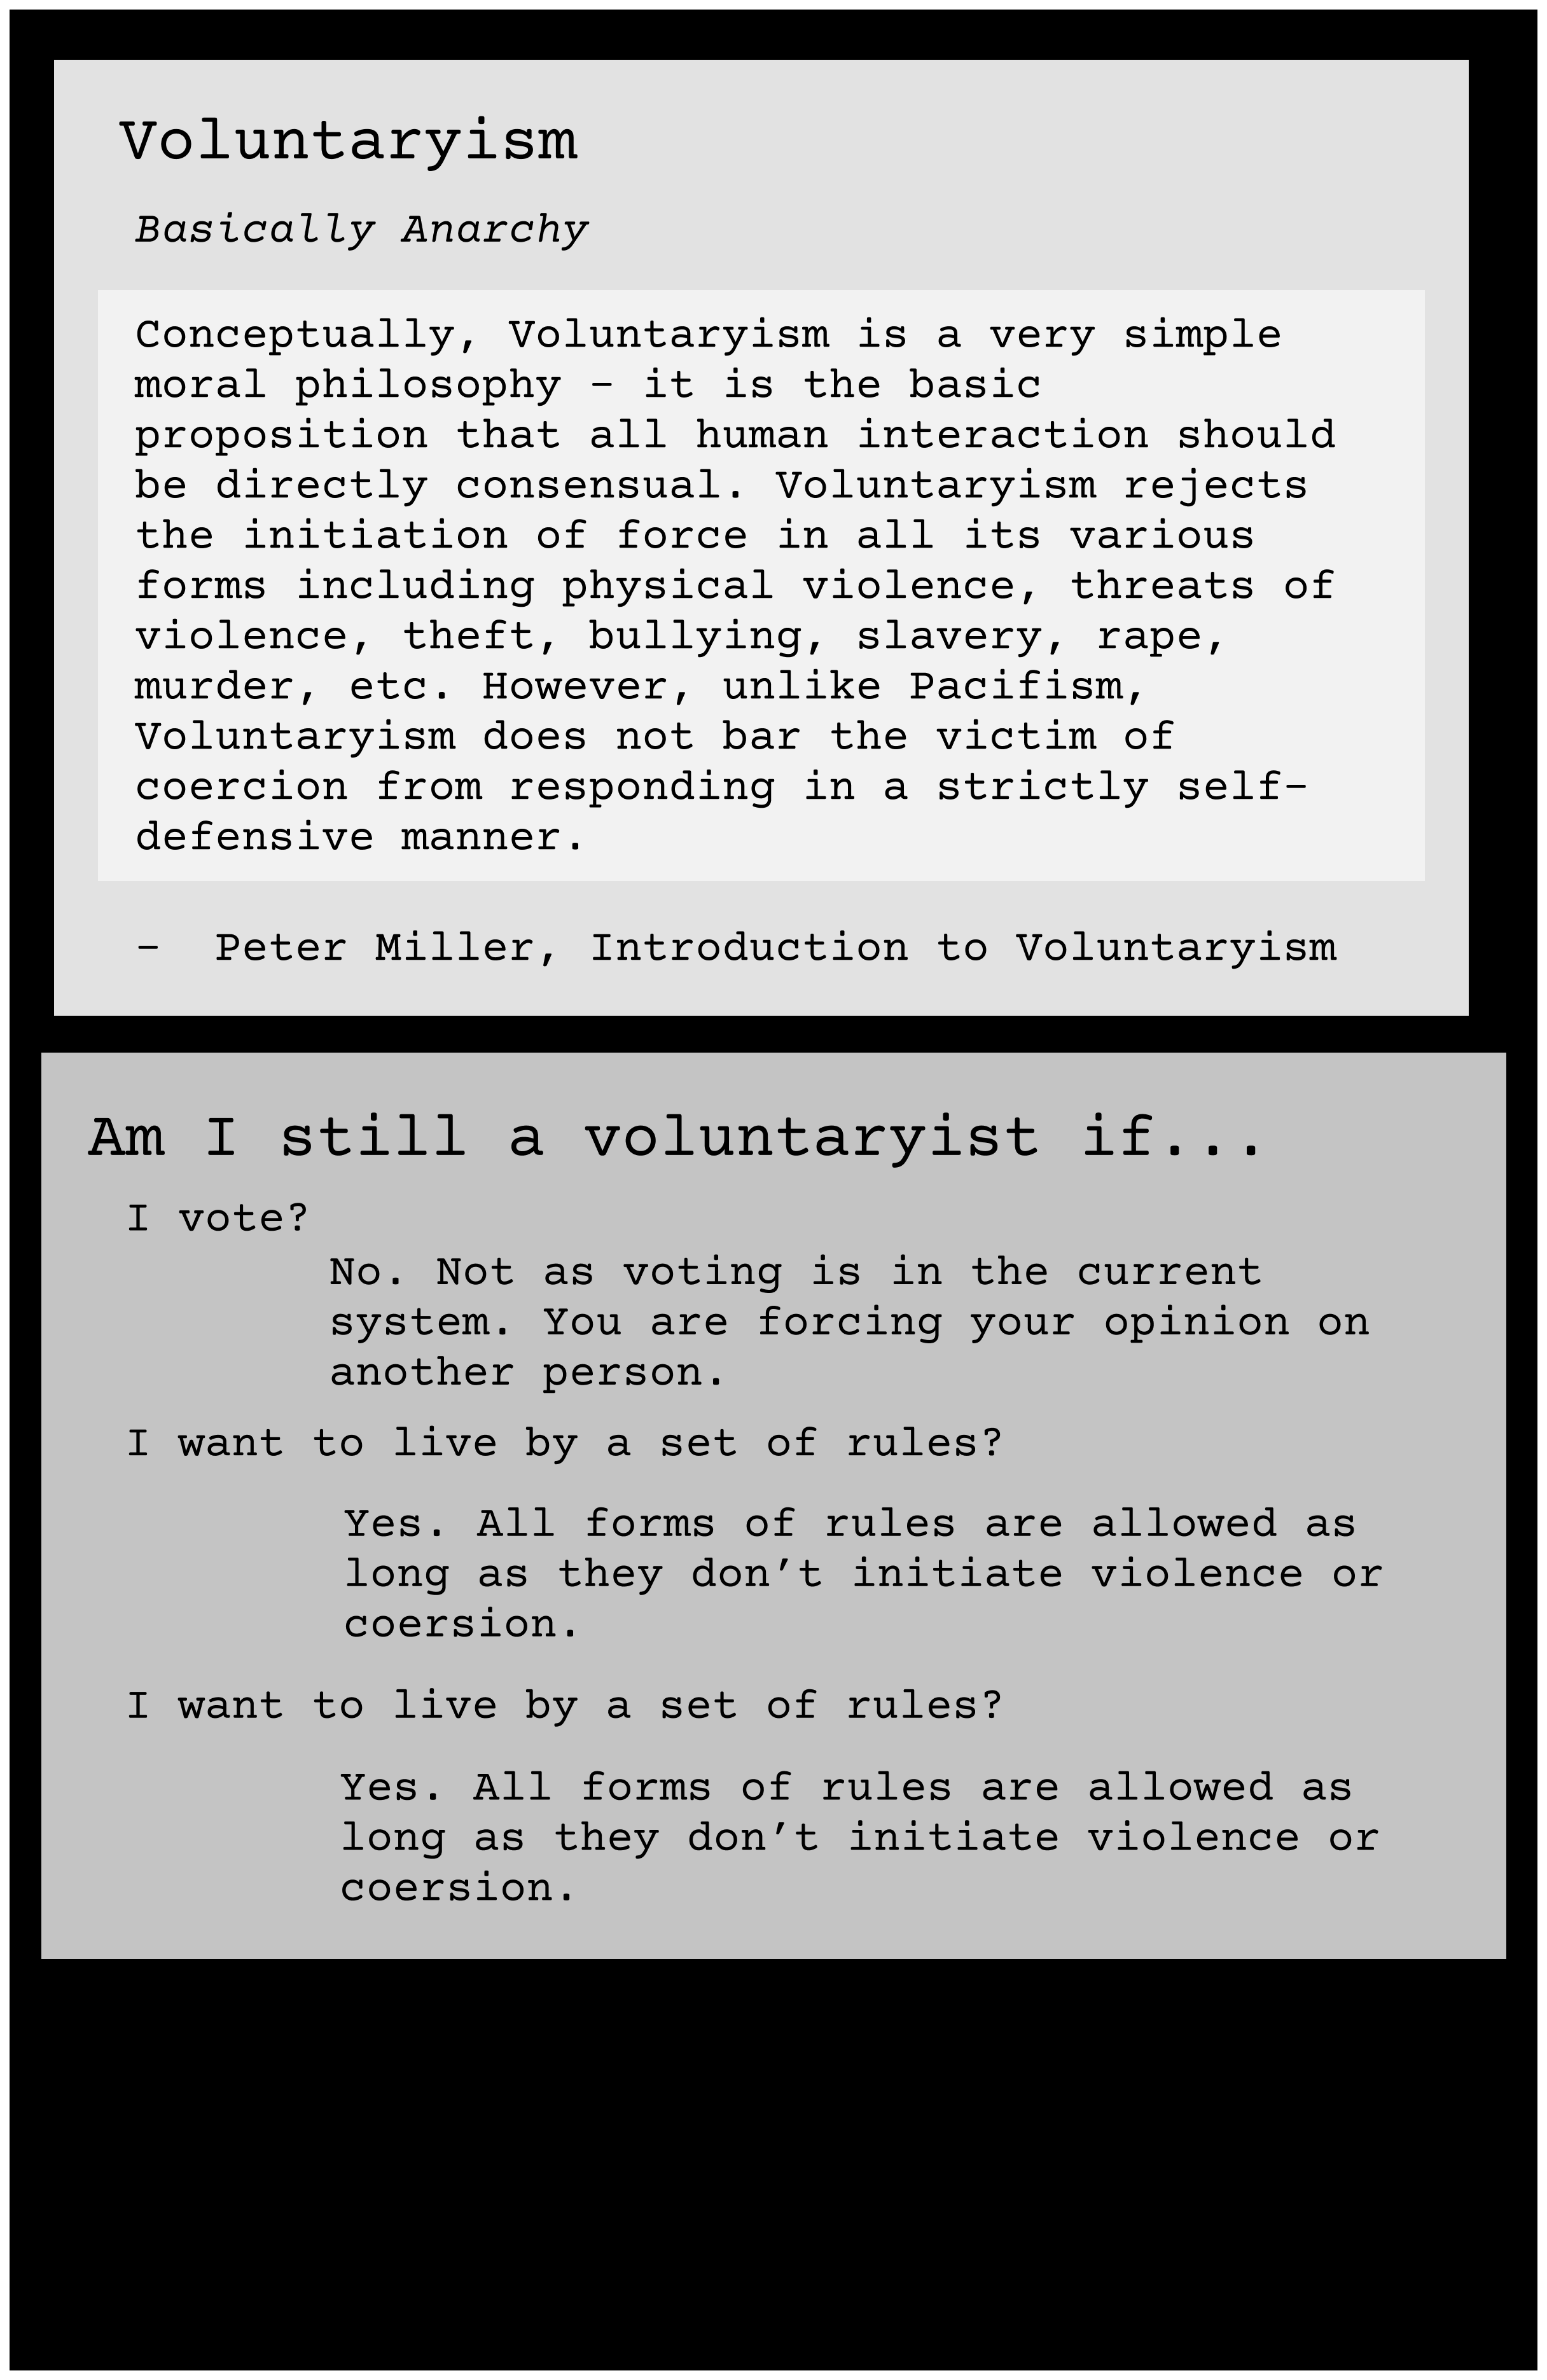 Voluntaryism
Basically Anarchy
Conceptually, Voluntaryism is a very simple
moral philosophy - it is the basic
proposition that all human interaction should
be directly consensual. Voluntaryism rejects
the initiation of force in all its various
forms including physical violence, threats of
violence, theft, bullying, slavery, rape,
murder, etc. However, unlike Pacifism,
Voluntaryism does not bar the victim of
coercion from responding in a strictly self-
defensive manner.
- Peter Miller, Introduction to Voluntaryism
Am I still a voluntaryist if...
I vote?
No. Not as voting is in the current
system. You are forcing your opinion on
another person.
I want to live by a set of rules?
Yes. All forms of rules are allowed as
long as they don’t initiate violence or
coersion.
I want to live by a set of rules?
Yes. All forms of rules are allowed as
long as they don’t initiate violence or
coersion.